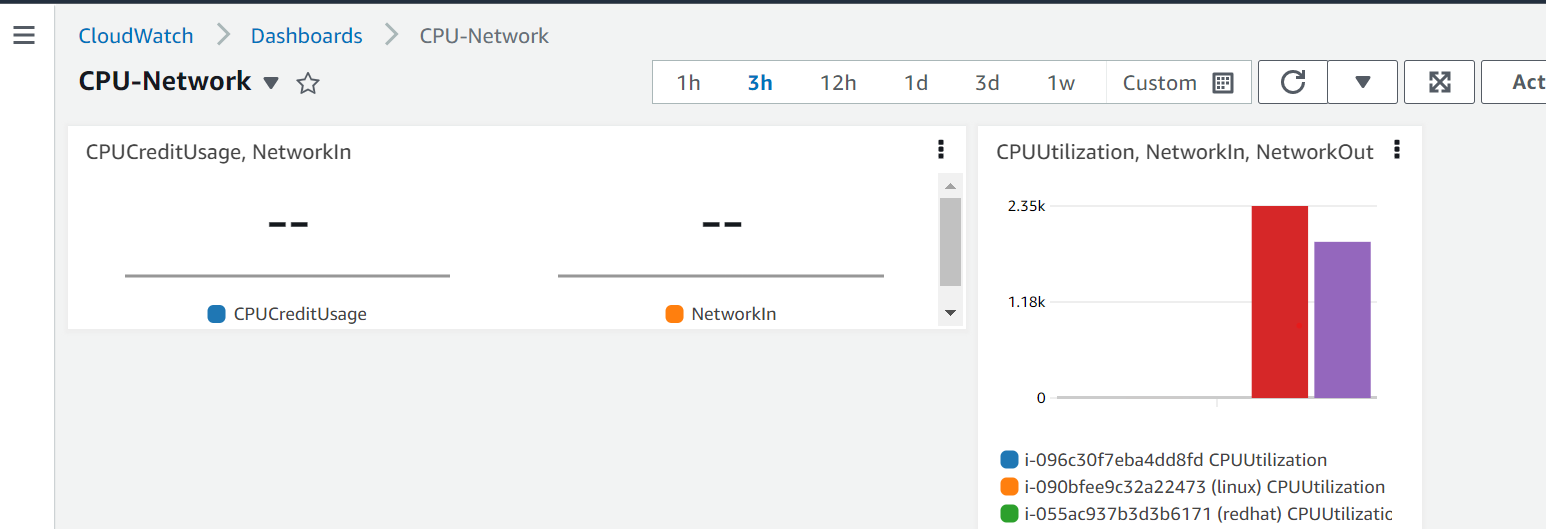 CloudWatch > Dashboards > CPU-Network
CPU-Network
1h 3h 12h 1d 3d 1w Custom
Act
CPUCreditUsage, NetworkIn
-- --
CPUCreditUsage NetworkIn
CPUUtilization, NetworkIn, NetworkOut
2.35k
1.18k
0
i-096c30f7eba4dd8fd CPUUtilization
i-090bfee9c32a22473 (linux) CPUUtilization
i-055ac937b3d3b6171 (redhat) CPUUtilizatic